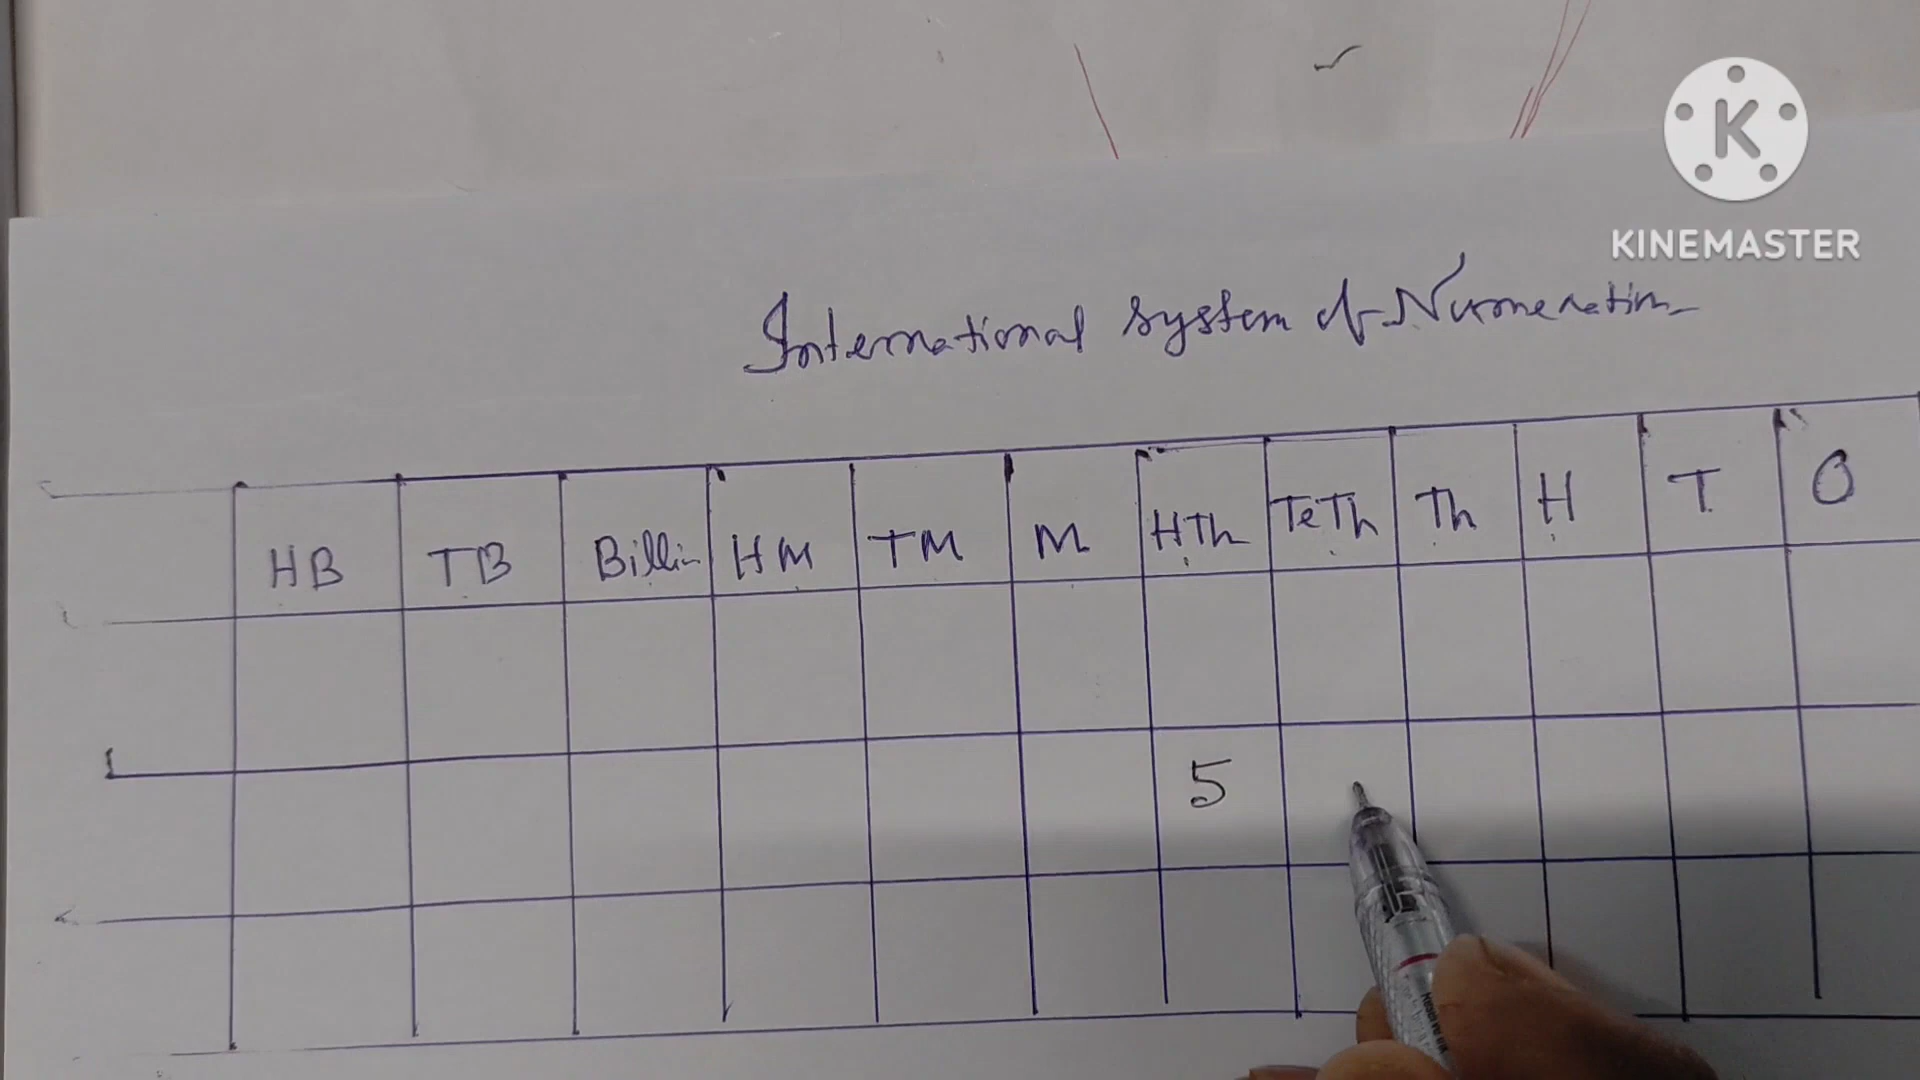 KINEMASTER
International system of Numeration
HB TB Billion HM TM M HTh TeTh Th H T O
5